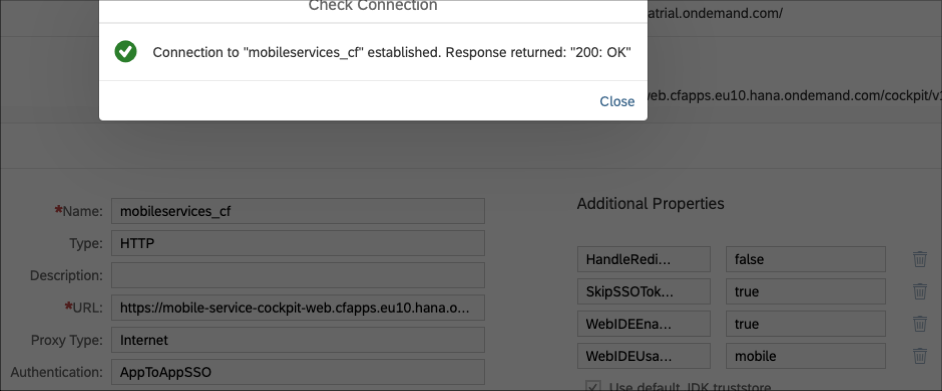 Check Connection
atrial.ondemand.com/
Connection to "mobileservices_cf" established. Response returned: "200: OK"
Close
web.cfapps.eu10.hana.ondemand.com/cockpit/v1
*Name: mobileservices_cf
Type: HTTP
Description:
*URL: https://mobile-service-cockpit-web.cfapps.eu10.hana.o...
Proxy Type: Internet
Authentication: AppToAppSSO
Additional Properties
HandleRedi... false
SkipSSOTok... true
WebIDEEna... true
WebIDEUsa... mobile
Use default JDK truststore